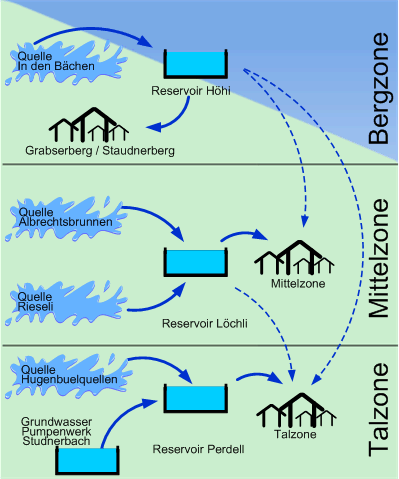 Quelle
In den Bächen
Reservoir Höhi
Grabserberg / Staudnerberg
Bergzone
Quelle
Albrechtsbrunnen
Quelle
Rieseli
Reservoir Löchli
Mittelzone
Mittelzone
Quelle
Hugenbuelquellen
Grundwasser
Pumpenwerk
Studnerbach
Reservoir Perdell
Talzone
Talzone